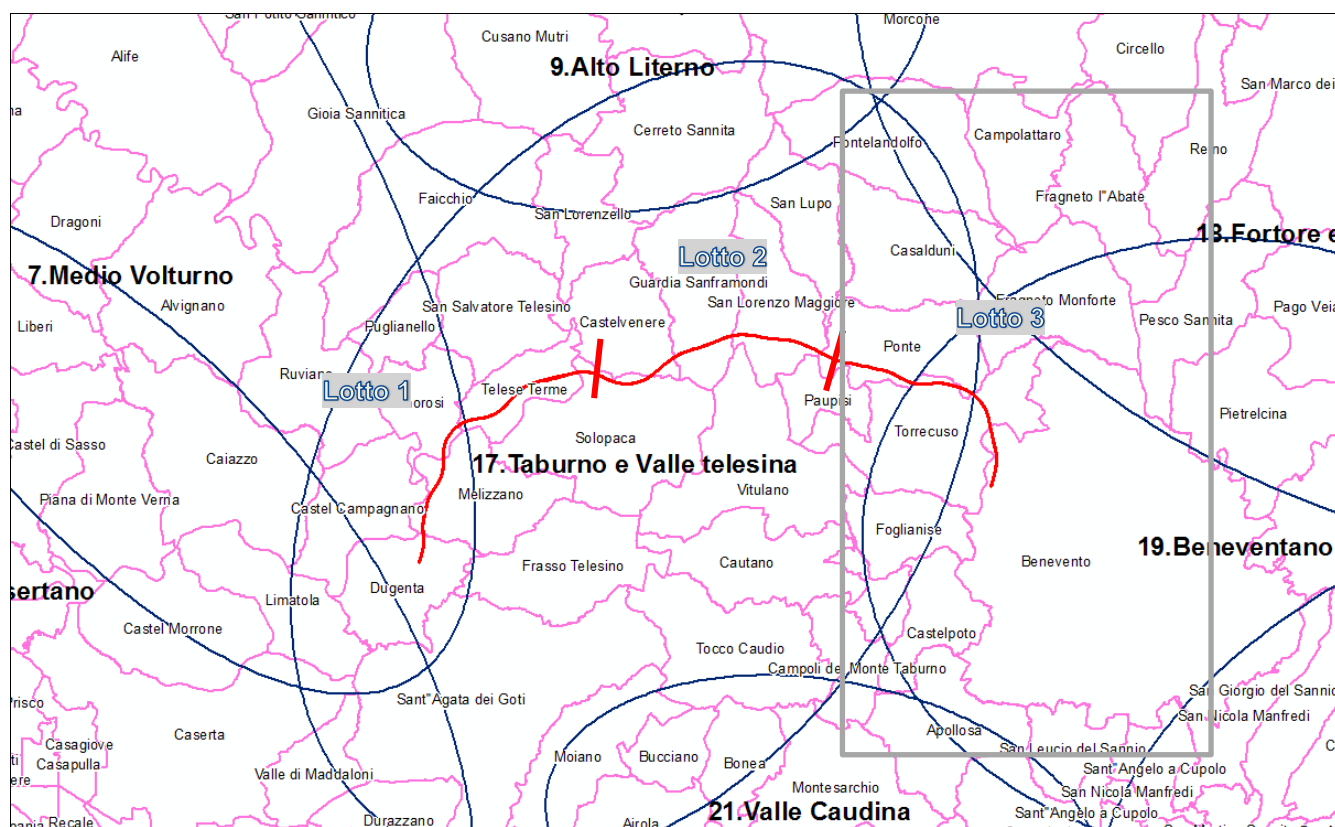 San Potito Sannitico
Morcone
Cusano Mutri
Circello
Alife
9.Alto Literno
San Marco dei
Gioia Sannitica
Cerreto Sannita
Campolattaro
Pontelandolfo
Reino
Faicchio
Fragneto l"Abate
San Lorenzello
San Lupo
Dragoni
18.Fortore e
Casalduni
Lotto 2
7.Medio Volturno
Guardia Sanframondi
Alvignano
San Salvatore Telesino
San Lorenzo Maggiore
Fragneto Monforte
Pago Veia
Lotto 3
Pesco Sannita
Liberi
Puglianello
Castelvenere
Ponte
Ruviano
Lotto 1
orosi
Telese Terme
Paupisi
Pietrelcina
Torrecuso
Castel di Sasso
Solopaca
Caiazzo
17.Taburno e Valle telesina
Piana di Monte Verna
Melizzano
Vitulano
Castel Campagnano
Foglianise
19.Beneventano
Frasso Telesino
Cautano
Benevento
sertano
Dugenta
Limatola
Castel Morrone
Castelpoto
Tocco Caudio
Campoli del Monte Taburno
Sant"Agata dei Goti
San Giorgio del Sannio
San Nicola Manfredi
Apollosa
Caserta
Casagiove
San Leucio del Sannio
Casapulla
Moiano
Bucciano
Bonea
Sant"Angelo a Cupolo
Valle di Maddaloni
Montesarchio
San Nicola Manfredi
21.Valle Caudina
Sant"Angelo a Cupolo
Durazzano
Airola
pania Recale